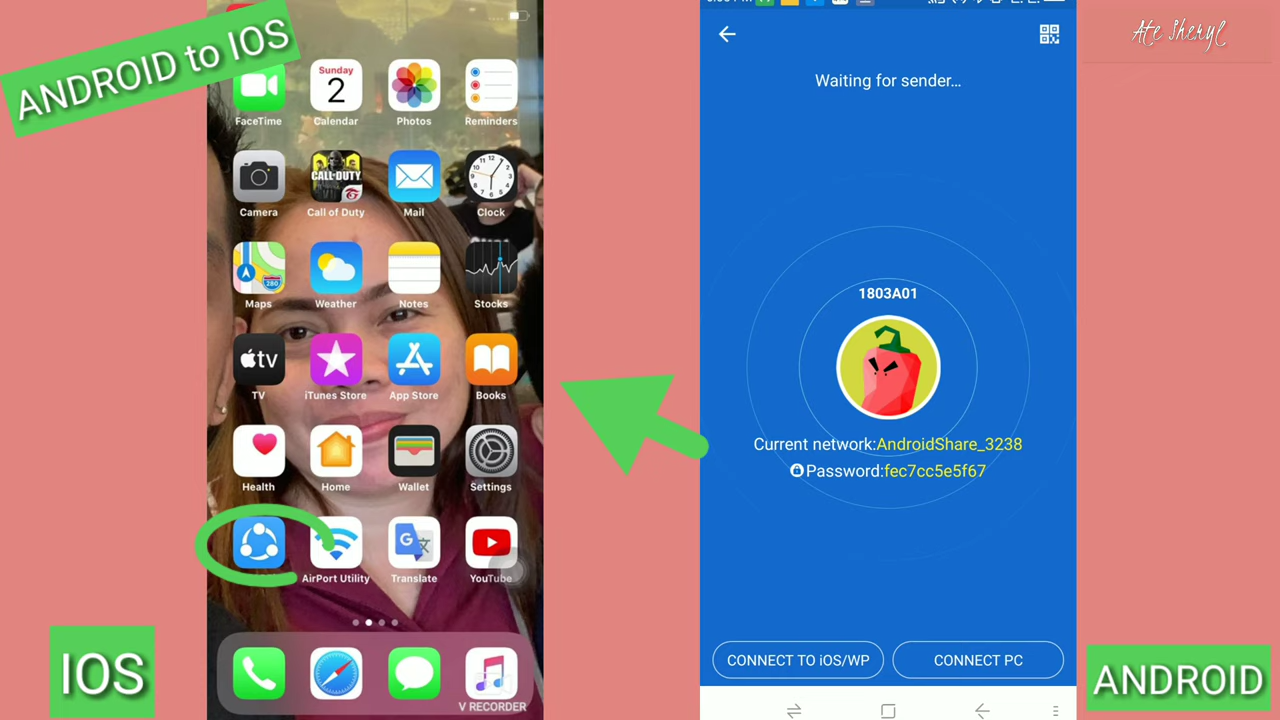 ANDROID to IOS
Sunday
2
FaceTime
Calendar
Photos
Reminders
CALL OF DUTY
Camera
Call of Duty
Mail
Clock
280
Maps
Weather
Notes
Stocks
tv
TV
iTunes Store
App Store
Books
Health
Home
Wallet
Settings
G
AirPort Utility
Translate
YouTube
V RECORDER
IOS
Waiting for sender...
1803A01
Current network:AndroidShare_3238
Password:fec7cc5e5f67
CONNECT TO iOS/WP
CONNECT PC
Ate Sheryl
ANDROID